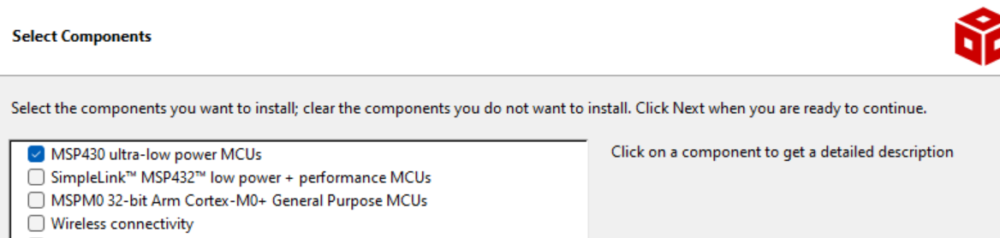 Select Components
Select the components you want to install; clear the components you do not want to install. Click Next when you are ready to continue.
MSP430 ultra-low power MCUs
SimpleLink™ MSP432™ low power + performance MCUs
MSPM0 32-bit Arm Cortex-M0+ General Purpose MCUs
Wireless connectivity
Click on a component to get a detailed description